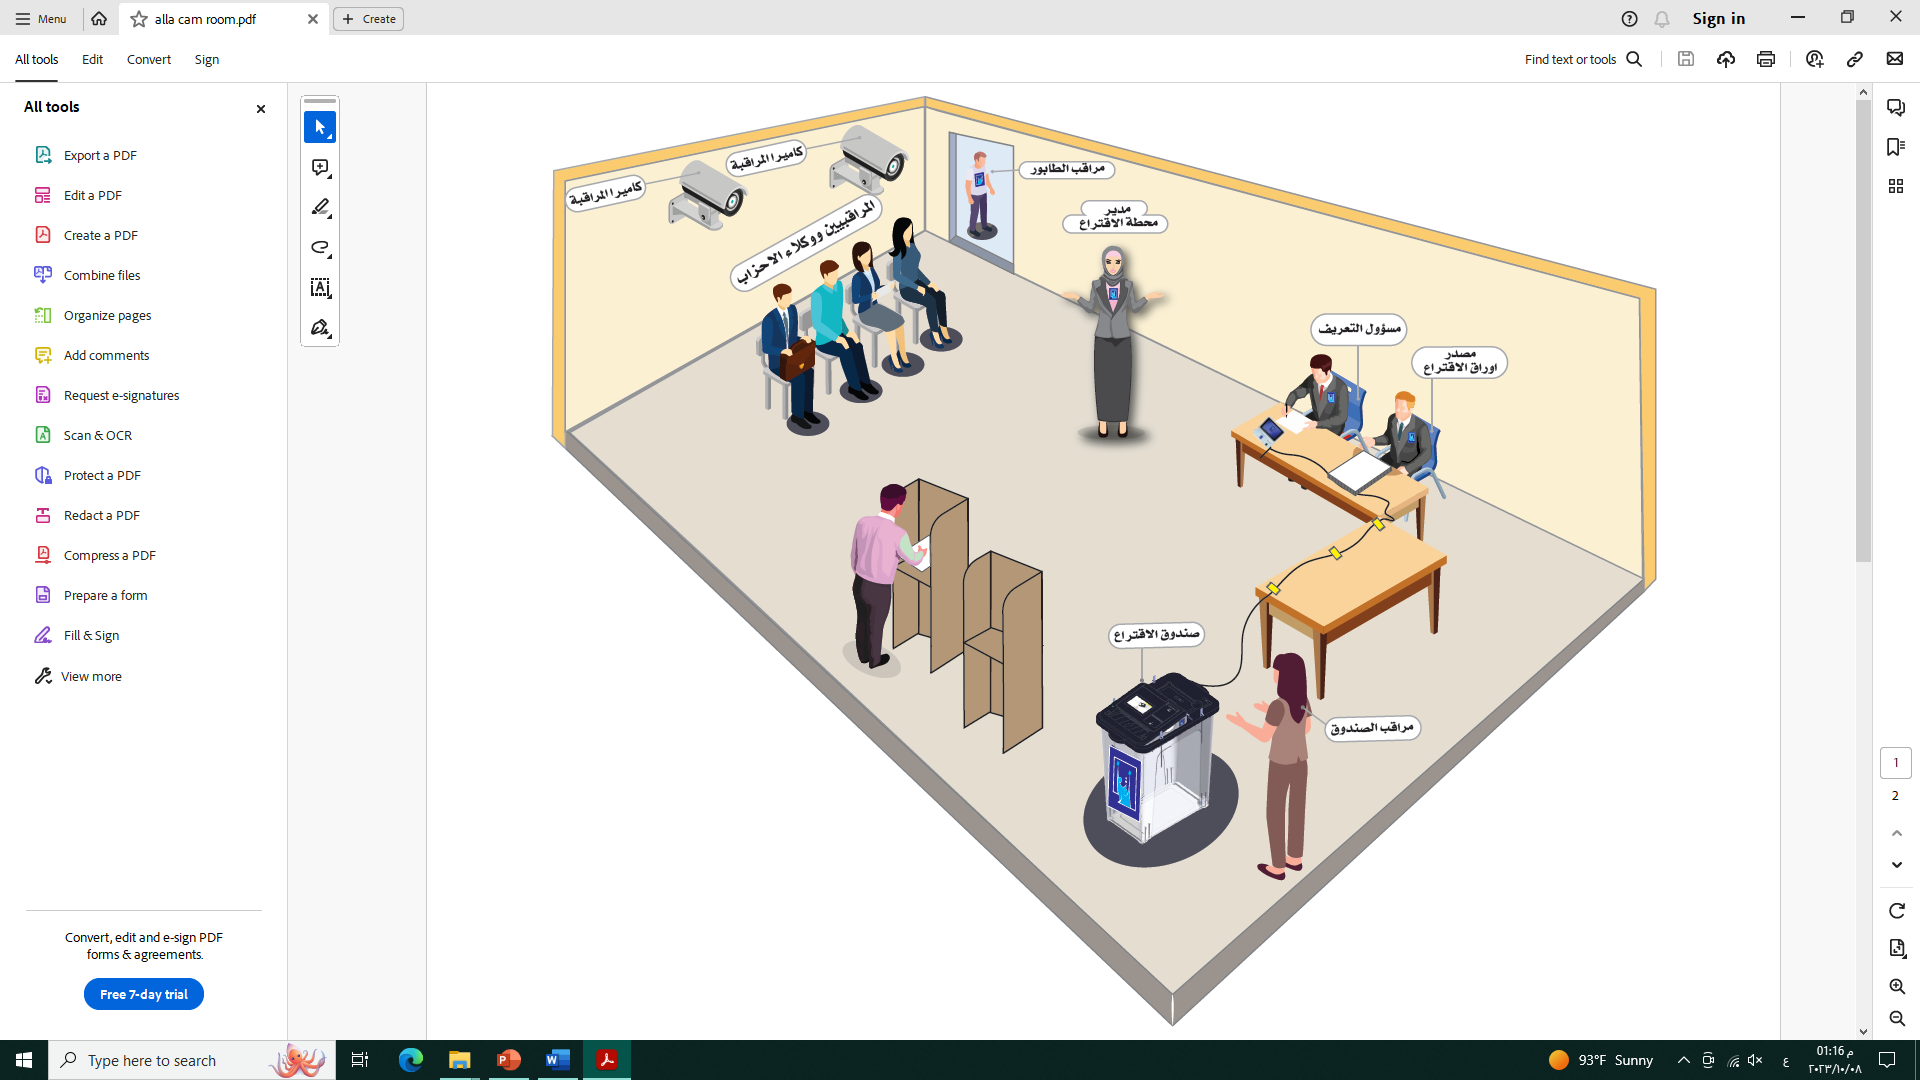 Menu
alla cam room.pdf
Create
Sign in
All tools
Edit
Convert
Sign
Find text or tools
All tools
Export a PDF
Edit a PDF
Create a PDF
Combine files
Organize pages
Add comments
Request e-signatures
Scan & OCR
Protect a PDF
Redact a PDF
Compress a PDF
Prepare a form
Fill & Sign
View more
Convert, edit and e-sign PDF
forms & agreements.
Free 7-day trial
كاميرا المراقبة
كاميرا المراقبة
المراقبيين ووكلاء الاحزاب
مراقب الطابور
مدير
محطة الاقتراع
مسؤول التعريف
مصدر
اوراق الاقتراع
صندوق الاقتراع
مراقب الصندوق
1
2
Type here to search
93°F Sunny
ع
01:16 م
٢٠٢٣/١٠/٠٨